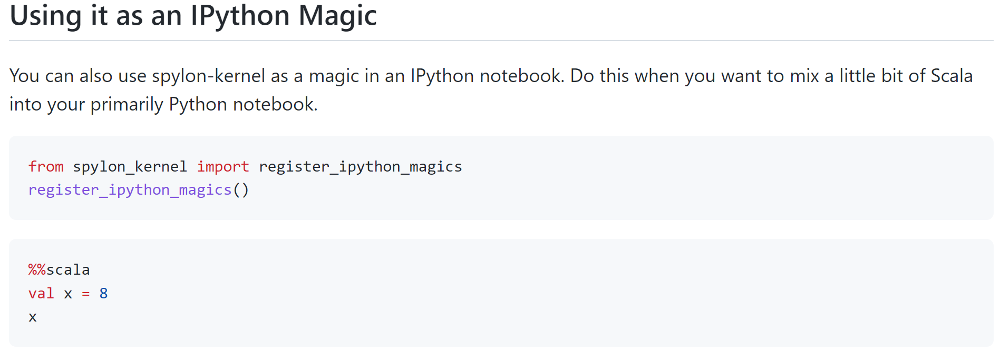 Using it as an IPython Magic
You can also use spylon-kernel as a magic in an IPython notebook. Do this when you want to mix a little bit of Scala
into your primarily Python notebook.
from spylon_kernel import register_ipython_magics
register_ipython_magics()
%%scala
val x = 8
x